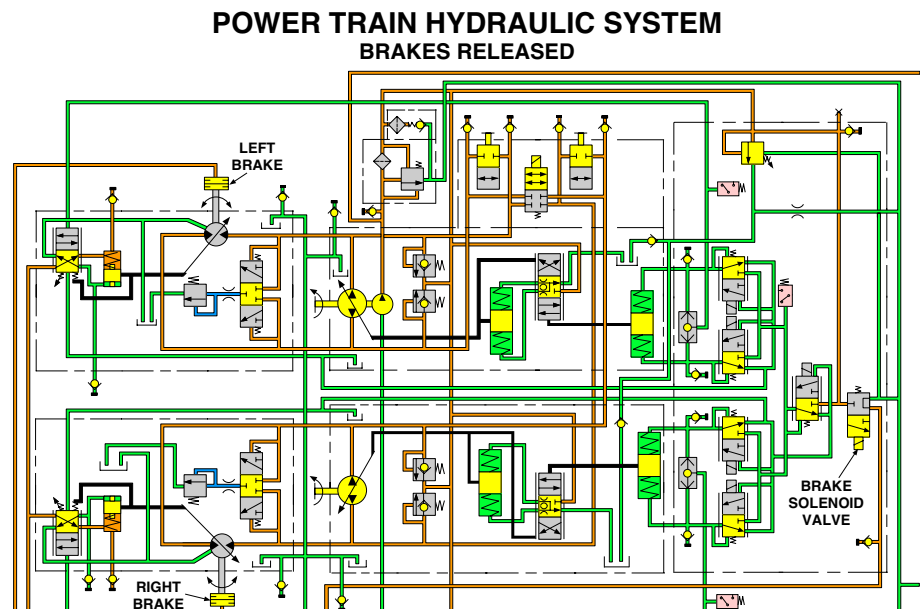 POWER TRAIN HYDRAULIC SYSTEM
BRAKES RELEASED
LEFT
BRAKE
BRAKE
SOLENOID
VALVE
RIGHT
BRAKE